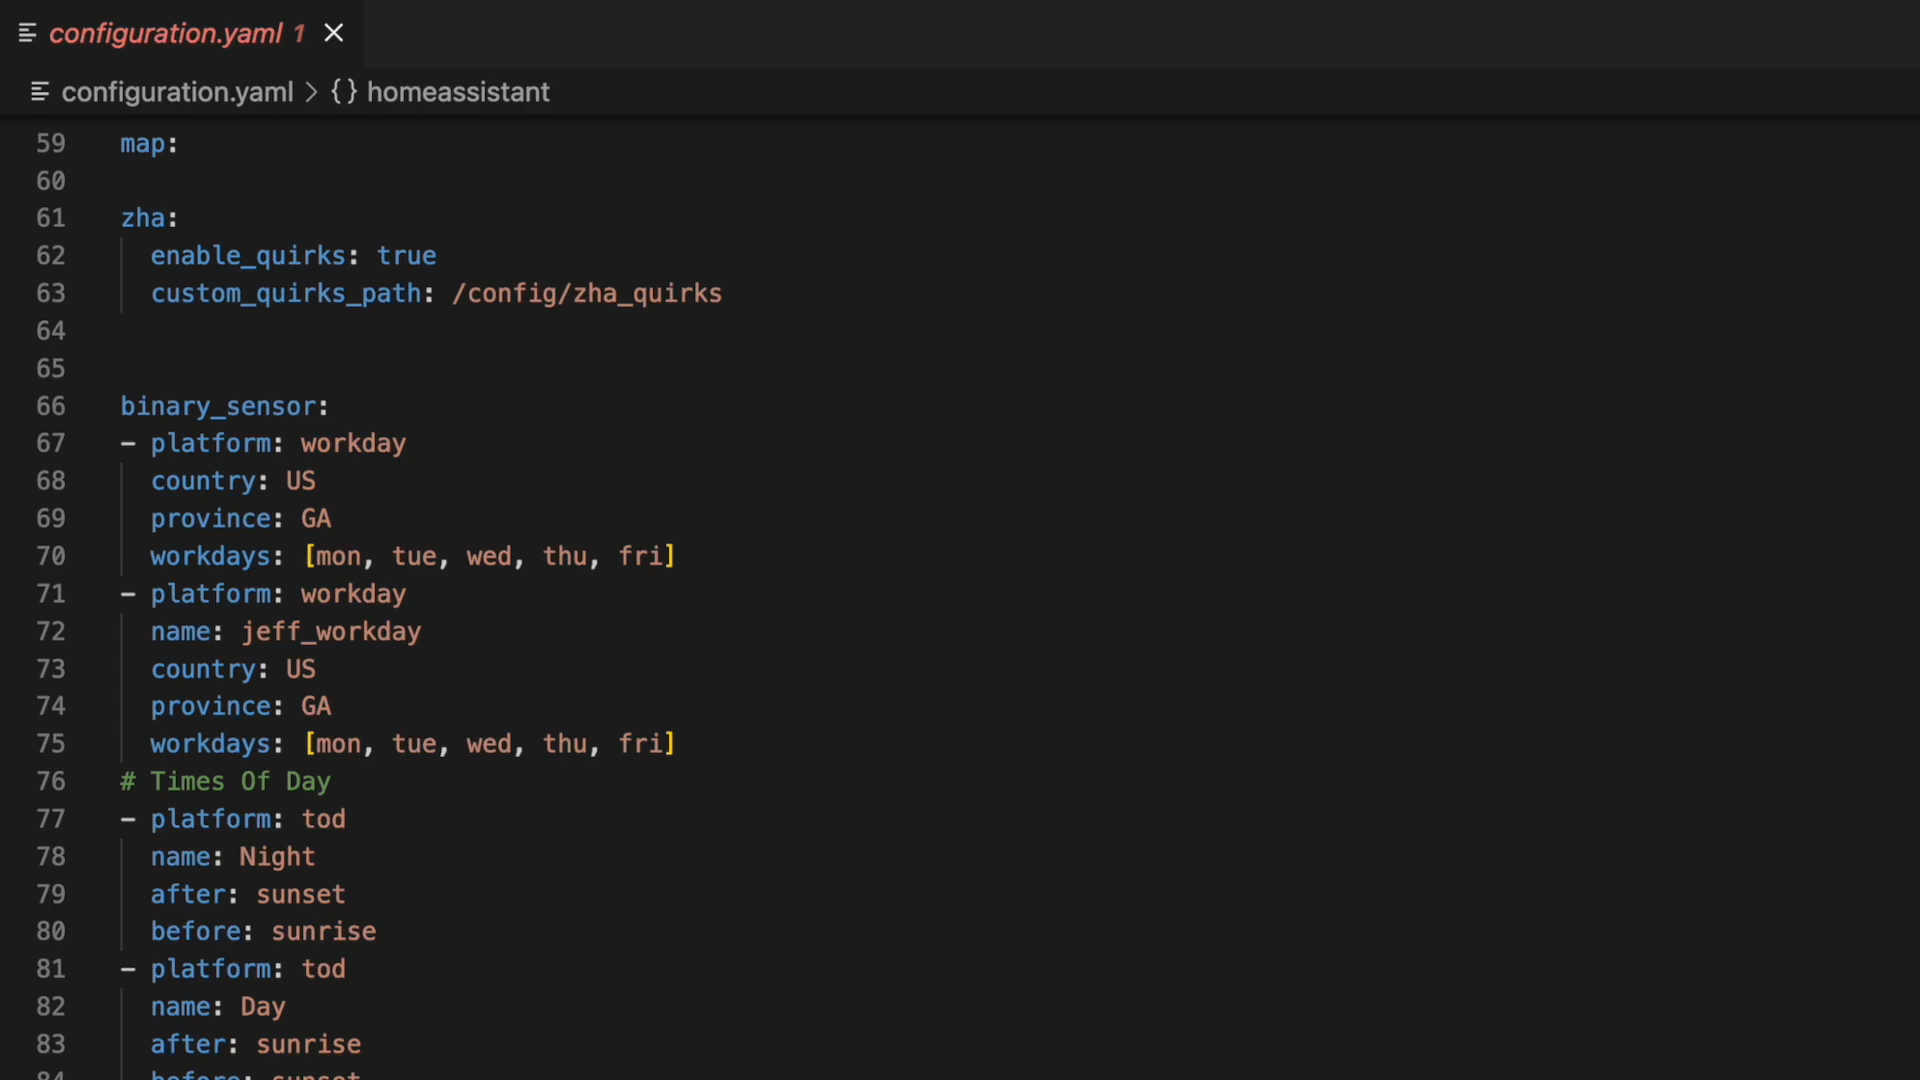 configuration.yaml 1
configuration.yaml > {} homeassistant
59 map:
60
61 zha:
62 enable_quirks: true
63 custom_quirks_path: /config/zha_quirks
64
65
66 binary_sensor:
67 - platform: workday
68 country: US
69 province: GA
70 workdays: [mon, tue, wed, thu, fri]
71 - platform: workday
72 name: jeff_workday
73 country: US
74 province: GA
75 workdays: [mon, tue, wed, thu, fri]
76 # Times Of Day
77 - platform: tod
78 name: Night
79 after: sunset
80 before: sunrise
81 - platform: tod
82 name: Day
83 after: sunrise
84 before: sunset